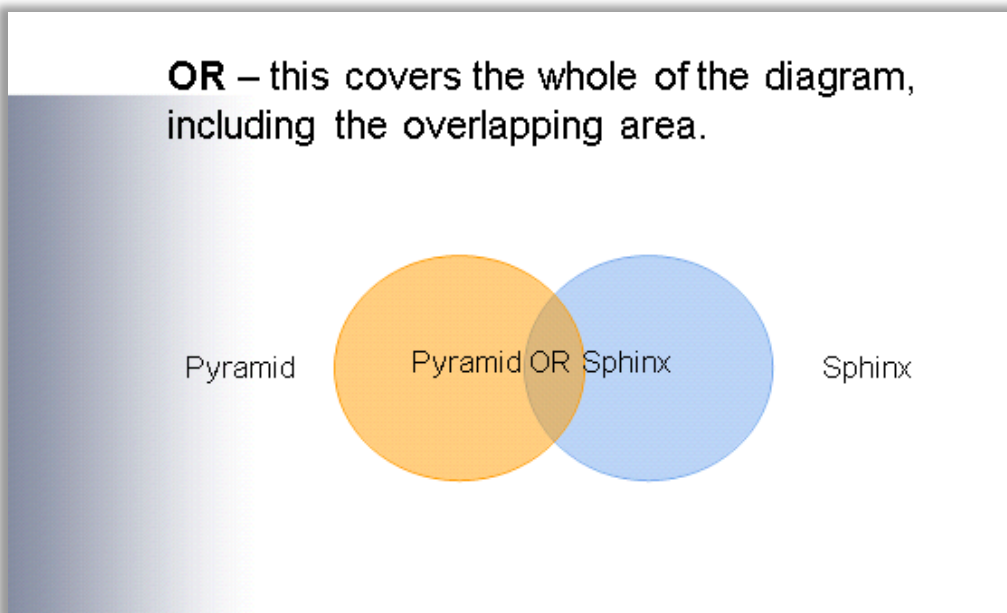 OR – this covers the whole of the diagram,
including the overlapping area.
Pyramid
Pyramid OR Sphinx
Sphinx